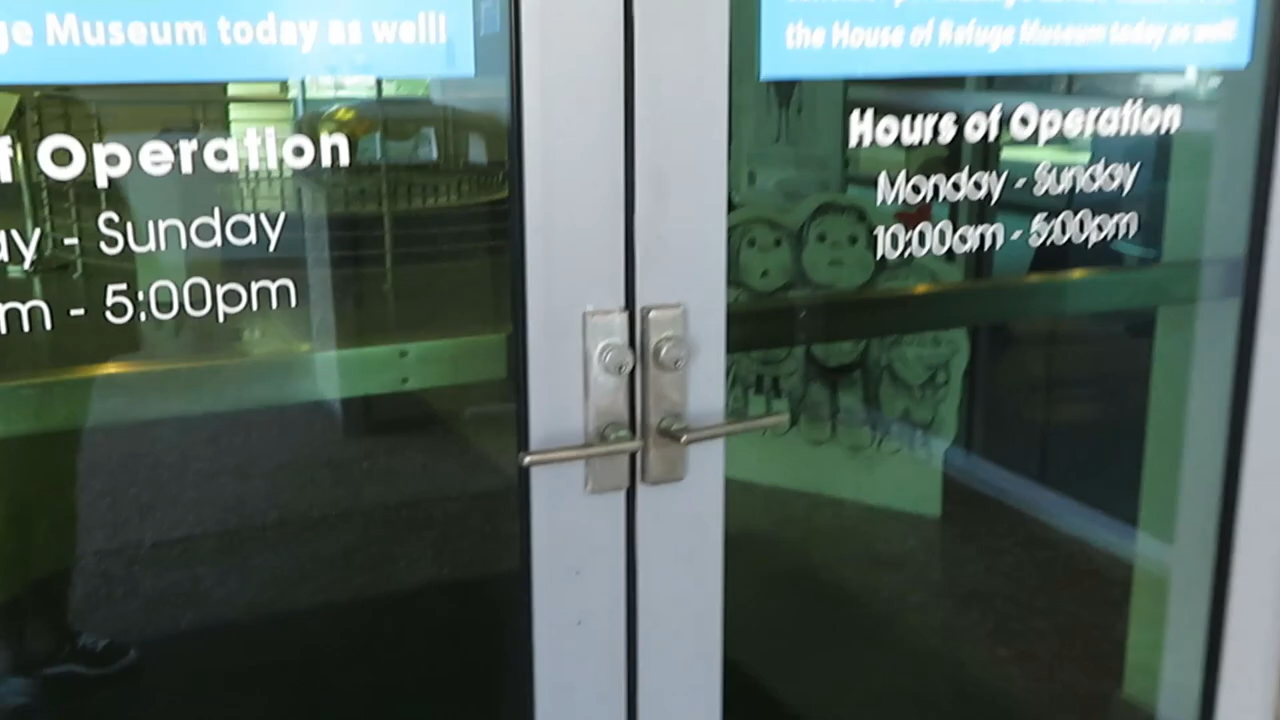 ge Museum today as well!
f Operation
ay - Sunday
m - 5:00pm
the House of Refuge Museum today as well!
Hours of Operation
Monday - Sunday
10:00am - 5:00pm